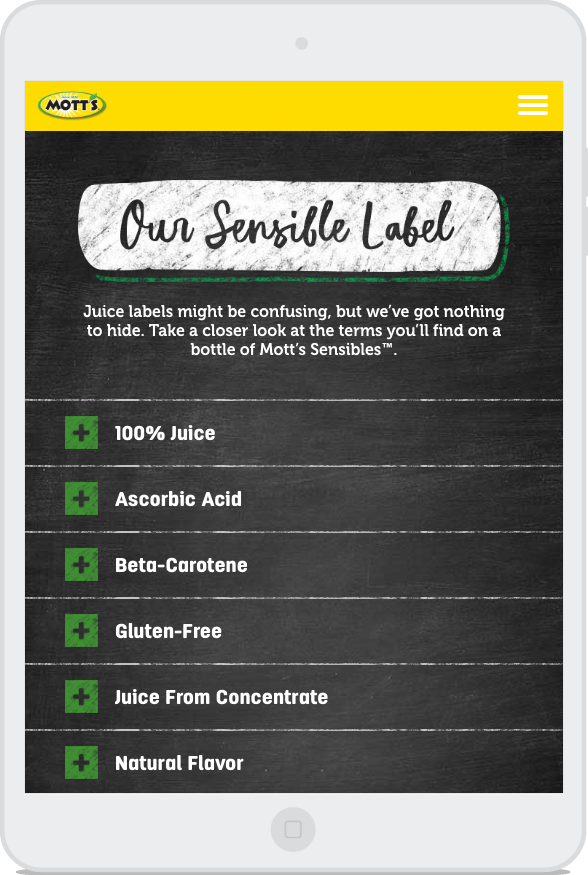 MOTT'S
Our Sensible Label
Juice labels might be confusing, but we've got nothing
to hide. Take a closer look at the terms you'll find on a
bottle of Mott's Sensibles™.
100% Juice
Ascorbic Acid
Beta-Carotene
Gluten-Free
Juice From Concentrate
Natural Flavor